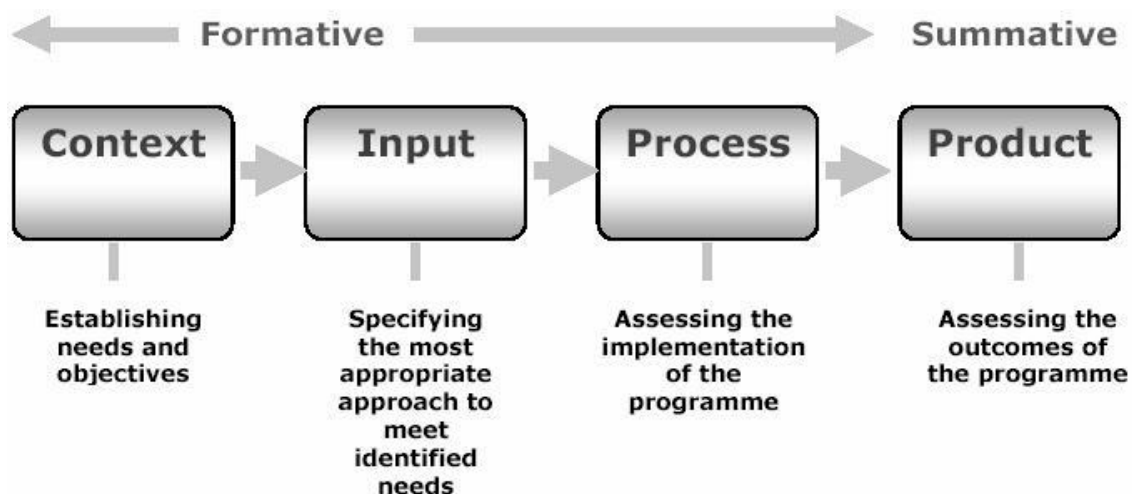 Formative
Summative
Context
Input
Process
Product
Establishing
needs and
objectives
Specifying
the most
appropriate
approach to
meet
identified
needs
Assessing the
implementation
of the
programme
Assessing the
outcomes of
the programme